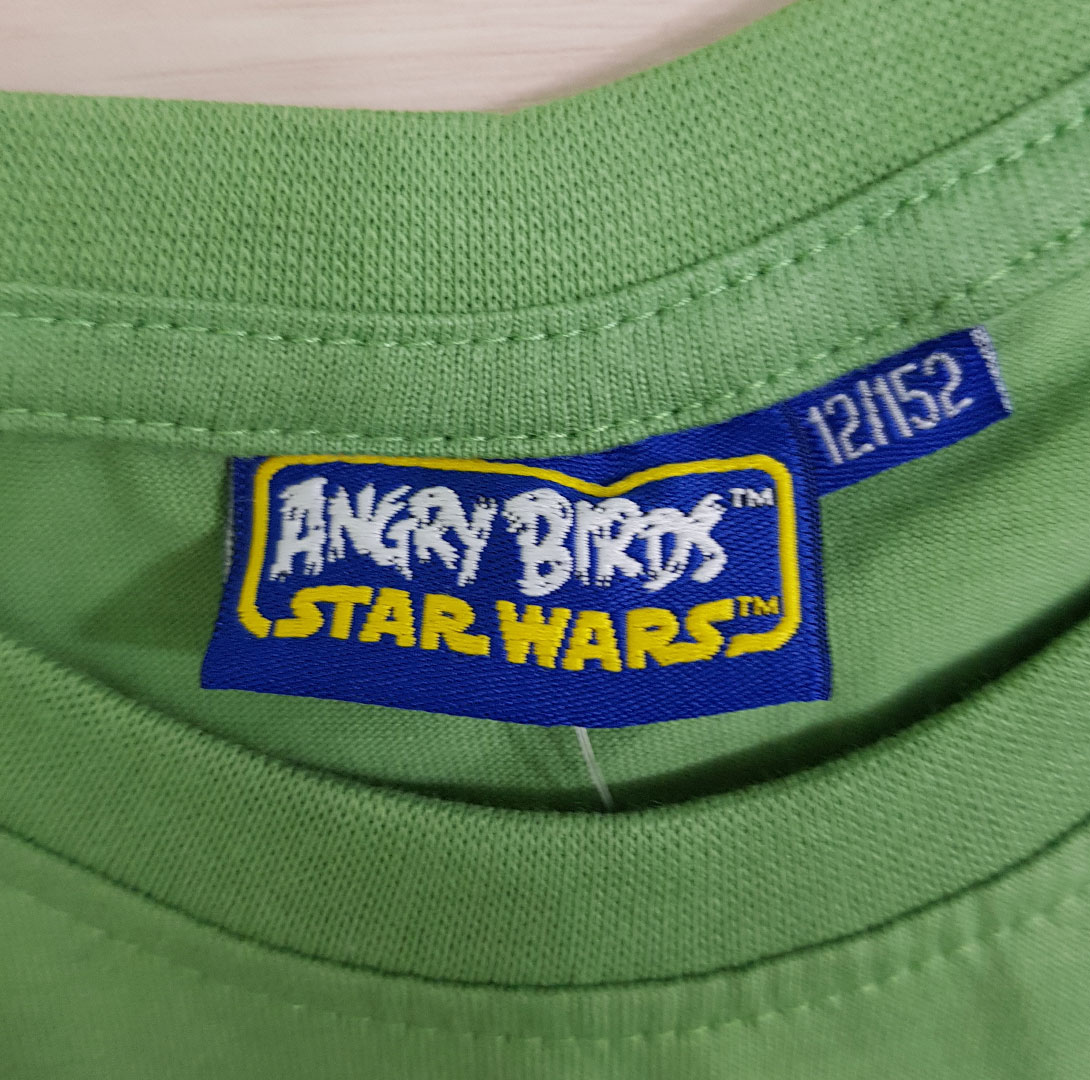 ANGRY BIRDS™
STAR WARS™
12/152